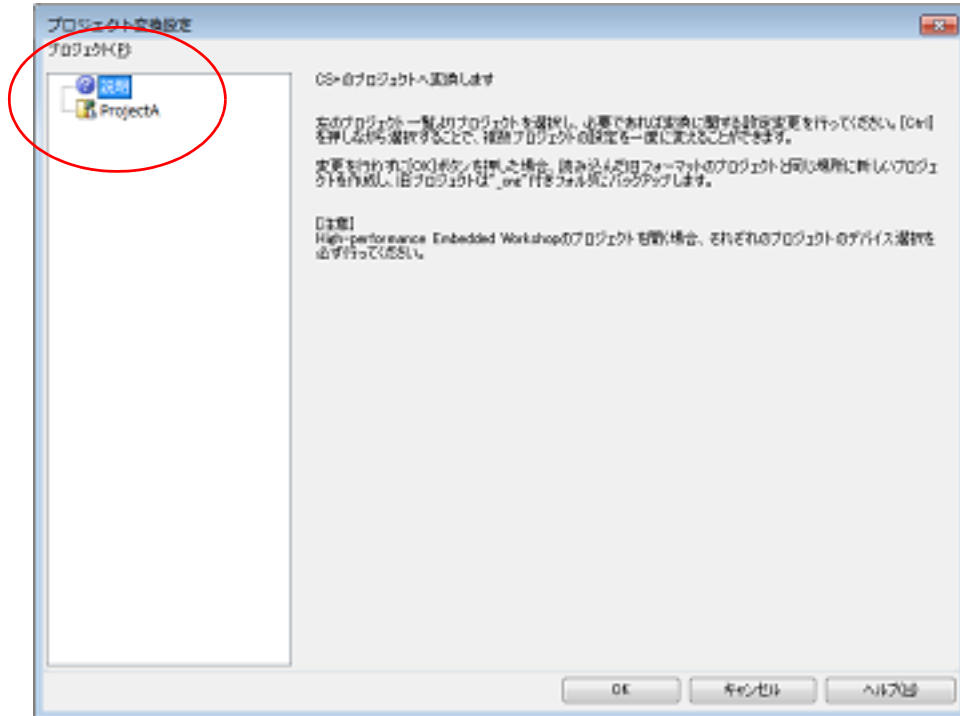 プロジェクト変換設定
プロジェクト(P)
説明
ProjectA
CS+のプロジェクトへ変換します
左のプロジェクト一覧よりプロジェクトを選択し、必要であれば変換に関する設定変更を行ってください。[Ctrl]
を押しながら選択することで、複数プロジェクトの設定を一度に変えることができます。
変更を行わずに[OK]ボタンを押した場合、読み込んだ旧フォーマットのプロジェクトと同じ場所に新しいプロジェ
クトを作成し、旧プロジェクトは"_org"付きフォルダにバックアップします。
[注意]
High-performance Embedded Workshopのプロジェクトを開く場合、それぞれのプロジェクトのデバイス選択を
必ず行ってください。
OK
キャンセル
ヘルプ(H)